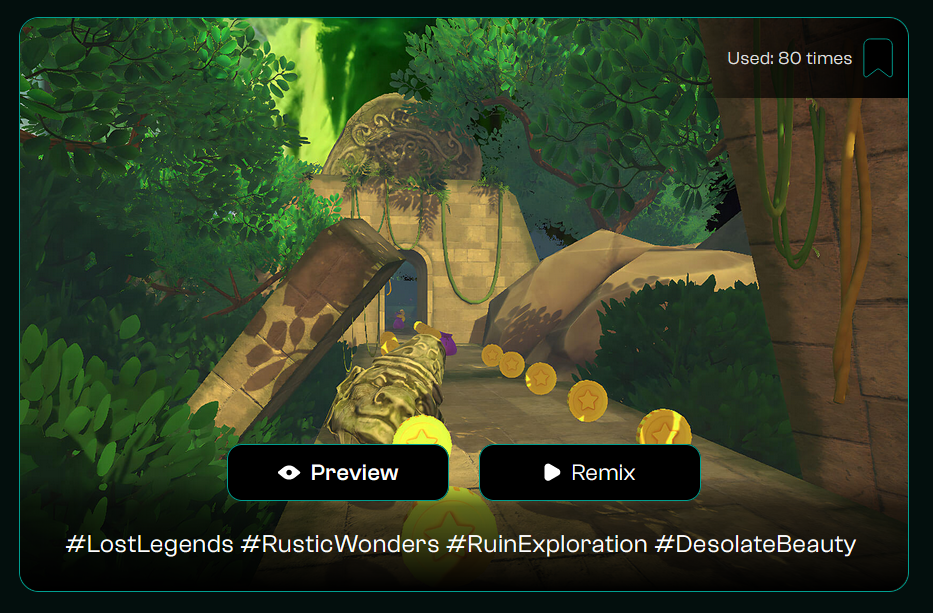 Used: 80 times
Preview
Remix
#LostLegends #RusticWonders #RuinExploration #DesolateBeauty